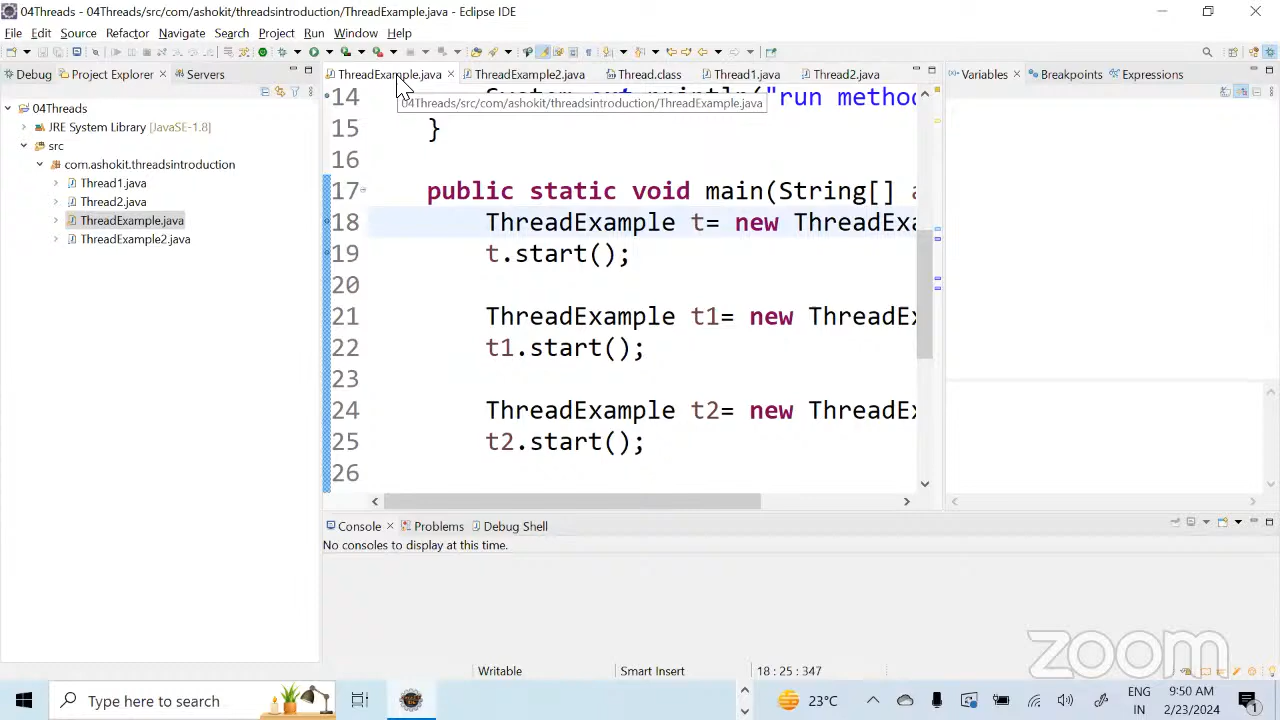 04Threads - 04Threads/src/com/ashokit/threadsintroduction/ThreadExample.java - Eclipse IDE
File Edit Source Refactor Navigate Search Project Run Window Help
Debug Project Explorer Servers
ThreadExample.java ThreadExample2.java Thread.class Thread1.java Thread2.java
Variables Breakpoints Expressions
04Threads
JRE System Library [JavaSE-1.8]
src
com.ashokit.threadsintroduction
Thread1.java
Thread2.java
ThreadExample.java
ThreadExample2.java
14 System.out.println("run metho
04Threads/src/com/ashokit/threadsintroduction/ThreadExample.java
15 }
16
17 public static void main(String[] a
18 ThreadExample t= new ThreadExa
19 t.start();
20
21 ThreadExample t1= new ThreadEx
22 t1.start();
23
24 ThreadExample t2= new ThreadEx
25 t2.start();
26
Console Problems Debug Shell
No consoles to display at this time.
Writable Smart Insert 18 : 25 : 347
zoom
Type here to search
23°C
ENG
IN
9:50 AM
2/23/2024
1